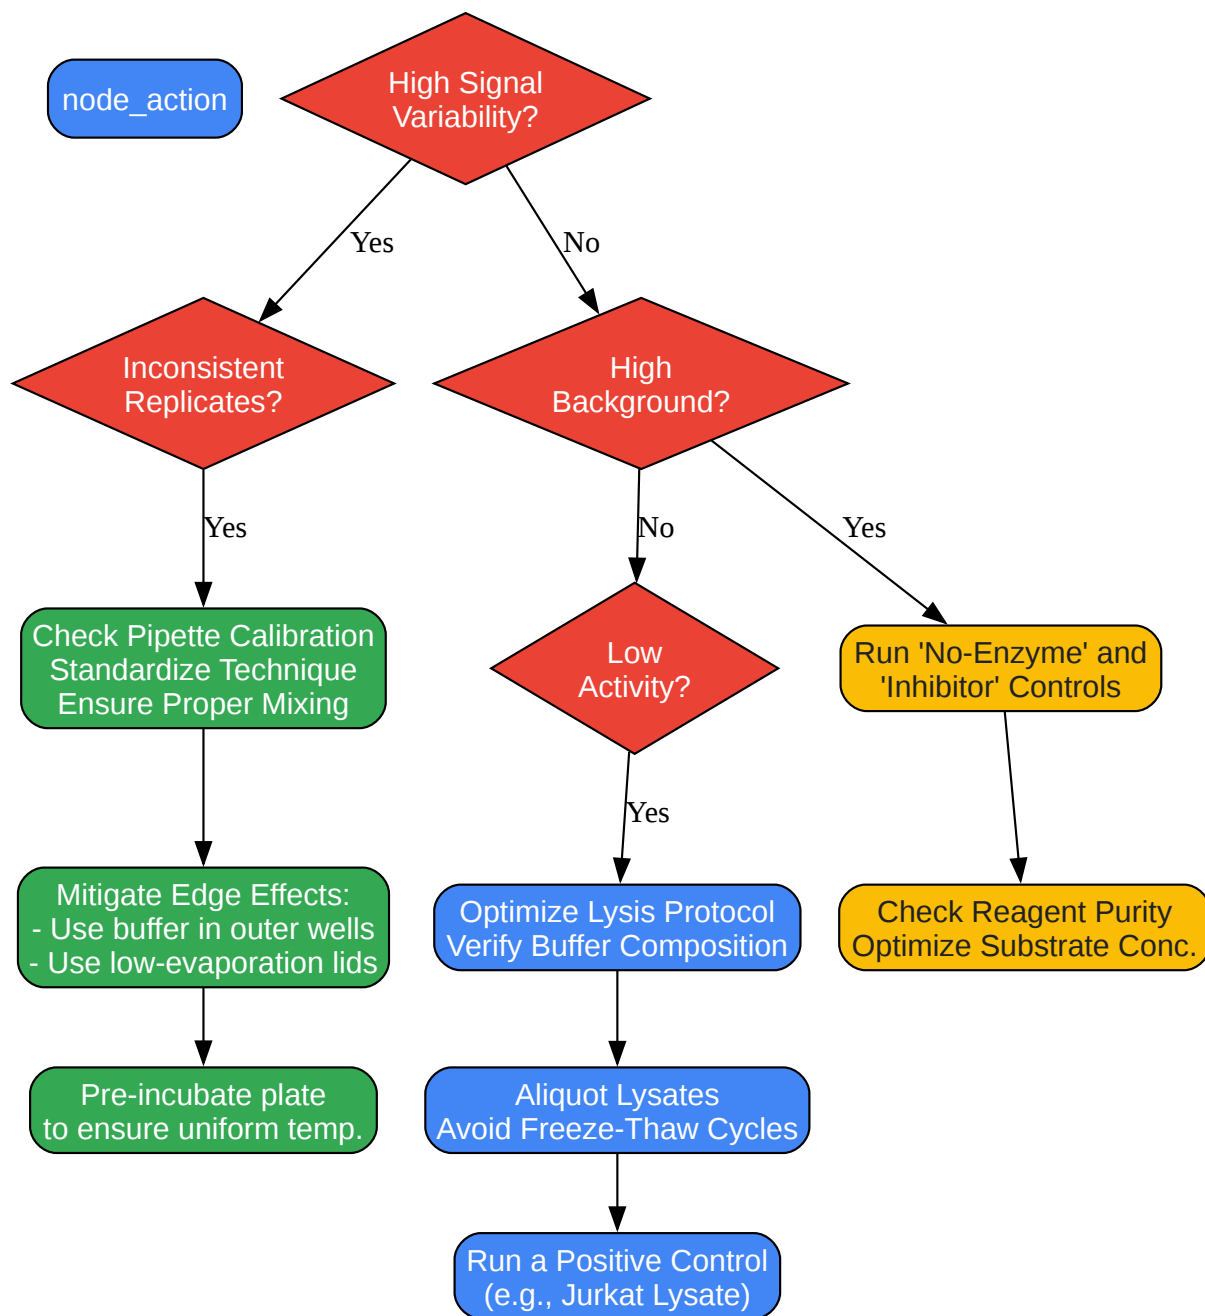 node_action
High Signal
Variability?
Yes
No
Inconsistent
Replicates?
High
Background?
Yes
No
Yes
Check Pipette Calibration
Standardize Technique
Ensure Proper Mixing
Low
Activity?
Run 'No-Enzyme' and
'Inhibitor' Controls
Yes
Mitigate Edge Effects:
- Use buffer in outer wells
- Use low-evaporation lids
Optimize Lysis Protocol
Verify Buffer Composition
Check Reagent Purity
Optimize Substrate Conc.
Pre-incubate plate
to ensure uniform temp.
Aliquot Lysates
Avoid Freeze-Thaw Cycles
Run a Positive Control
(e.g., Jurkat Lysate)